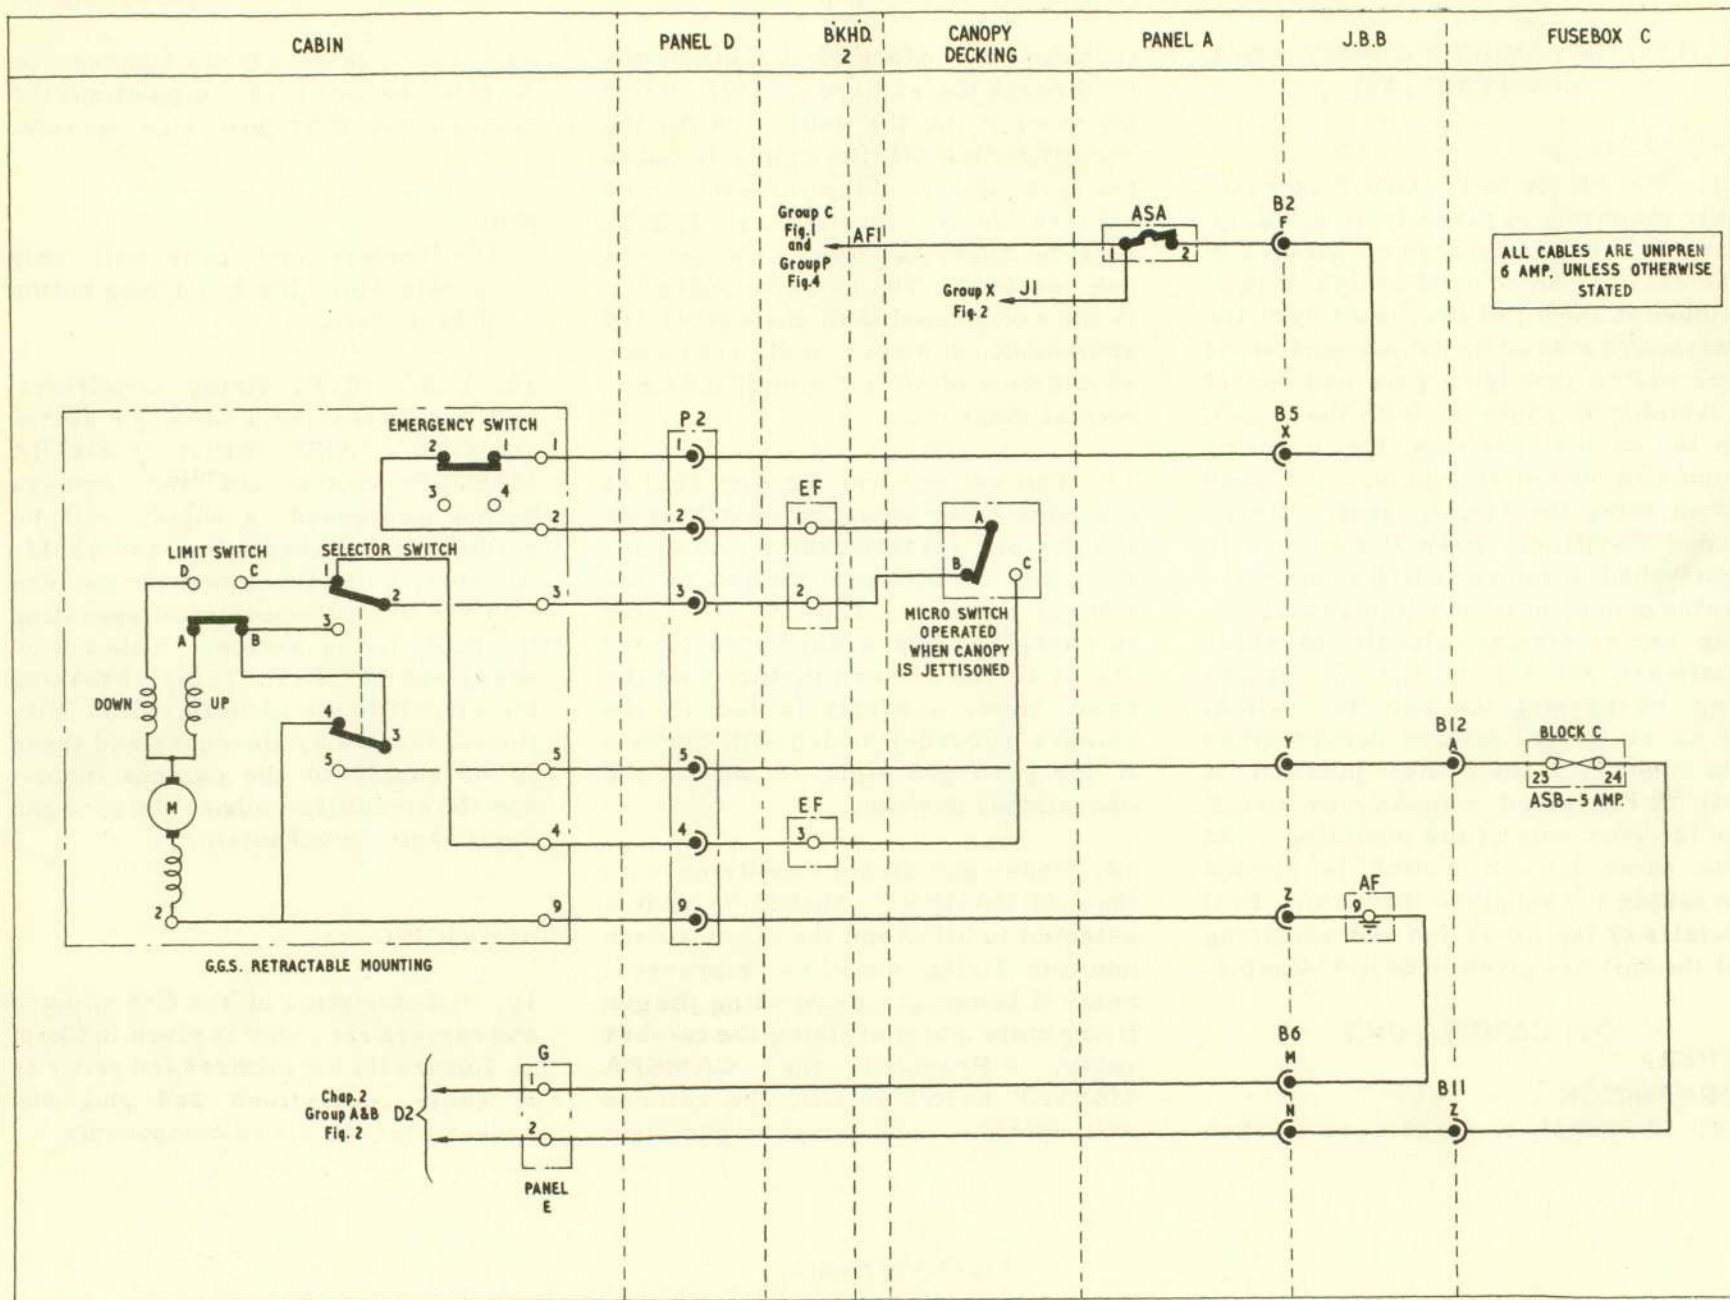 CABIN
PANEL D
BKHD.
2
CANOPY
DECKING
PANEL A
J.B.B
FUSEBOX C
Group C
Fig.1
and
Group P
Fig.4
AF1
ASA
1 2
B2
F
Group X
Fig. 2
J1
ALL CABLES ARE UNIPREN
6 AMP, UNLESS OTHERWISE
STATED
EMERGENCY SWITCH
2 1 1
3 4
2
P2
1
B5
X
2
EF
1
A
LIMIT SWITCH
SELECTOR SWITCH
D C
1
2
3
3
3
2
B C
A B
MICRO SWITCH
OPERATED
WHEN CANOPY
IS JETTISONED
DOWN
UP
4
3
5
5
5
Y
B12
A
BLOCK C
23 24
ASB-5 AMP.
M
4
4
EF
3
2
9
9
Z
AF
9
G.G.S. RETRACTABLE MOUNTING
Chap. 2
Group A&B
Fig. 2
D2
G
1
2
PANEL
E
B6
M
N
B11
Z